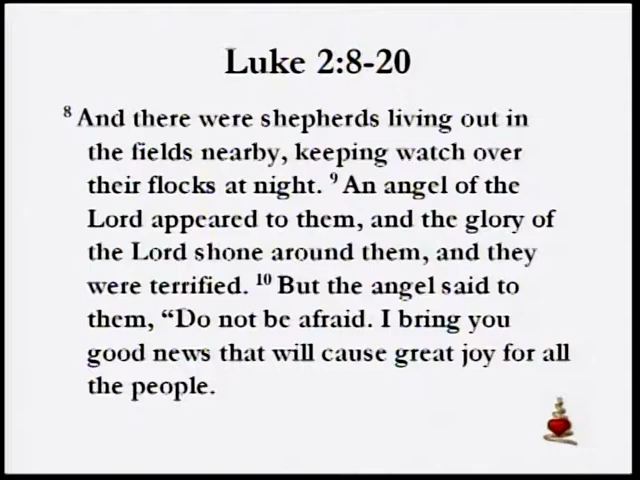 Luke 2:8-20
8 And there were shepherds living out in
the fields nearby, keeping watch over
their flocks at night. 9 An angel of the
Lord appeared to them, and the glory of
the Lord shone around them, and they
were terrified. 10 But the angel said to
them, “Do not be afraid. I bring you
good news that will cause great joy for all
the people.